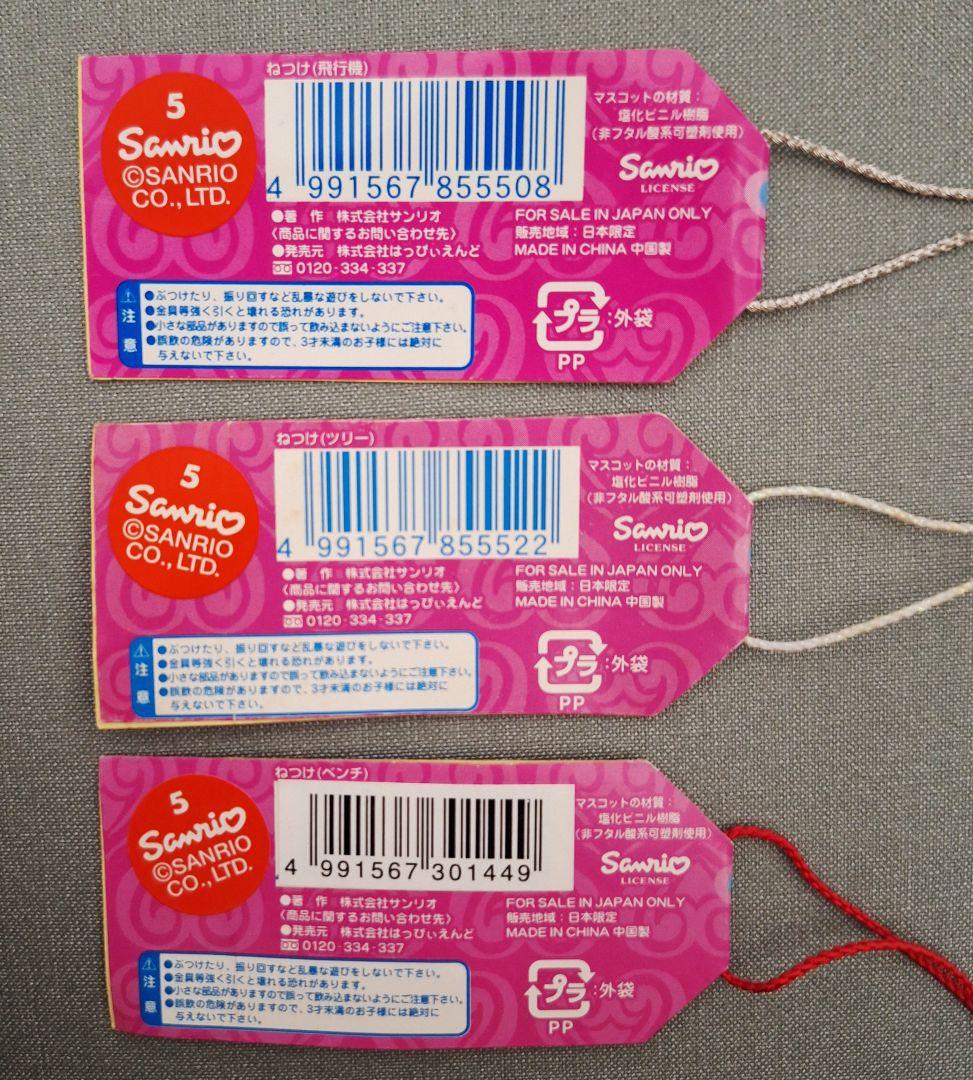 ねつけ(飛行機)
5
Sanrio
©SANRIO
CO.,LTD.
4 991567 855508
マスコットの材質：
塩化ビニル樹脂
(非フタル酸系可塑剤使用)
Sanrio
LICENSE
●著 作 株式会社サンリオ
〈商品に関するお問い合わせ先〉
●発売元 株式会社はっぴぃえんど
0120-334-337
FOR SALE IN JAPAN ONLY
販売地域：日本限定
MADE IN CHINA 中国製
注意
●ぶつけたり、振り回すなど乱暴な遊びをしないで下さい。
●金具等強く引くと壊れる恐れがあります。
●小さな部品がありますので誤って飲み込まないようにご注意下さい。
●誤飲の危険がありますので、3才未満のお子様には絶対に
与えないで下さい。
プラ：外袋
PP
ねつけ(ツリー)
5
Sanrio
©SANRIO
CO.,LTD.
4 991567 855522
マスコットの材質：
塩化ビニル樹脂
(非フタル酸系可塑剤使用)
Sanrio
LICENSE
●著 作 株式会社サンリオ
〈商品に関するお問い合わせ先〉
●発売元 株式会社はっぴぃえんど
0120-334-337
FOR SALE IN JAPAN ONLY
販売地域：日本限定
MADE IN CHINA 中国製
注意
●ぶつけたり、振り回すなど乱暴な遊びをしないで下さい。
●金具等強く引くと壊れる恐れがあります。
●小さな部品がありますので誤って飲み込まないようにご注意下さい。
●誤飲の危険がありますので、3才未満のお子様には絶対に
与えないで下さい。
プラ：外袋
PP
ねつけ(ベンチ)
5
Sanrio
©SANRIO
CO.,LTD.
4 991567 301449
マスコットの材質：
塩化ビニル樹脂
(非フタル酸系可塑剤使用)
Sanrio
LICENSE
●著 作 株式会社サンリオ
〈商品に関するお問い合わせ先〉
●発売元 株式会社はっぴぃえんど
0120-334-337
FOR SALE IN JAPAN ONLY
販売地域：日本限定
MADE IN CHINA 中国製
注意
●ぶつけたり、振り回すなど乱暴な遊びをしないで下さい。
●金具等強く引くと壊れる恐れがあります。
●小さな部品がありますので誤って飲み込まないようにご注意下さい。
●誤飲の危険がありますので、3才未満のお子様には絶対に
与えないで下さい。
プラ：外袋
PP